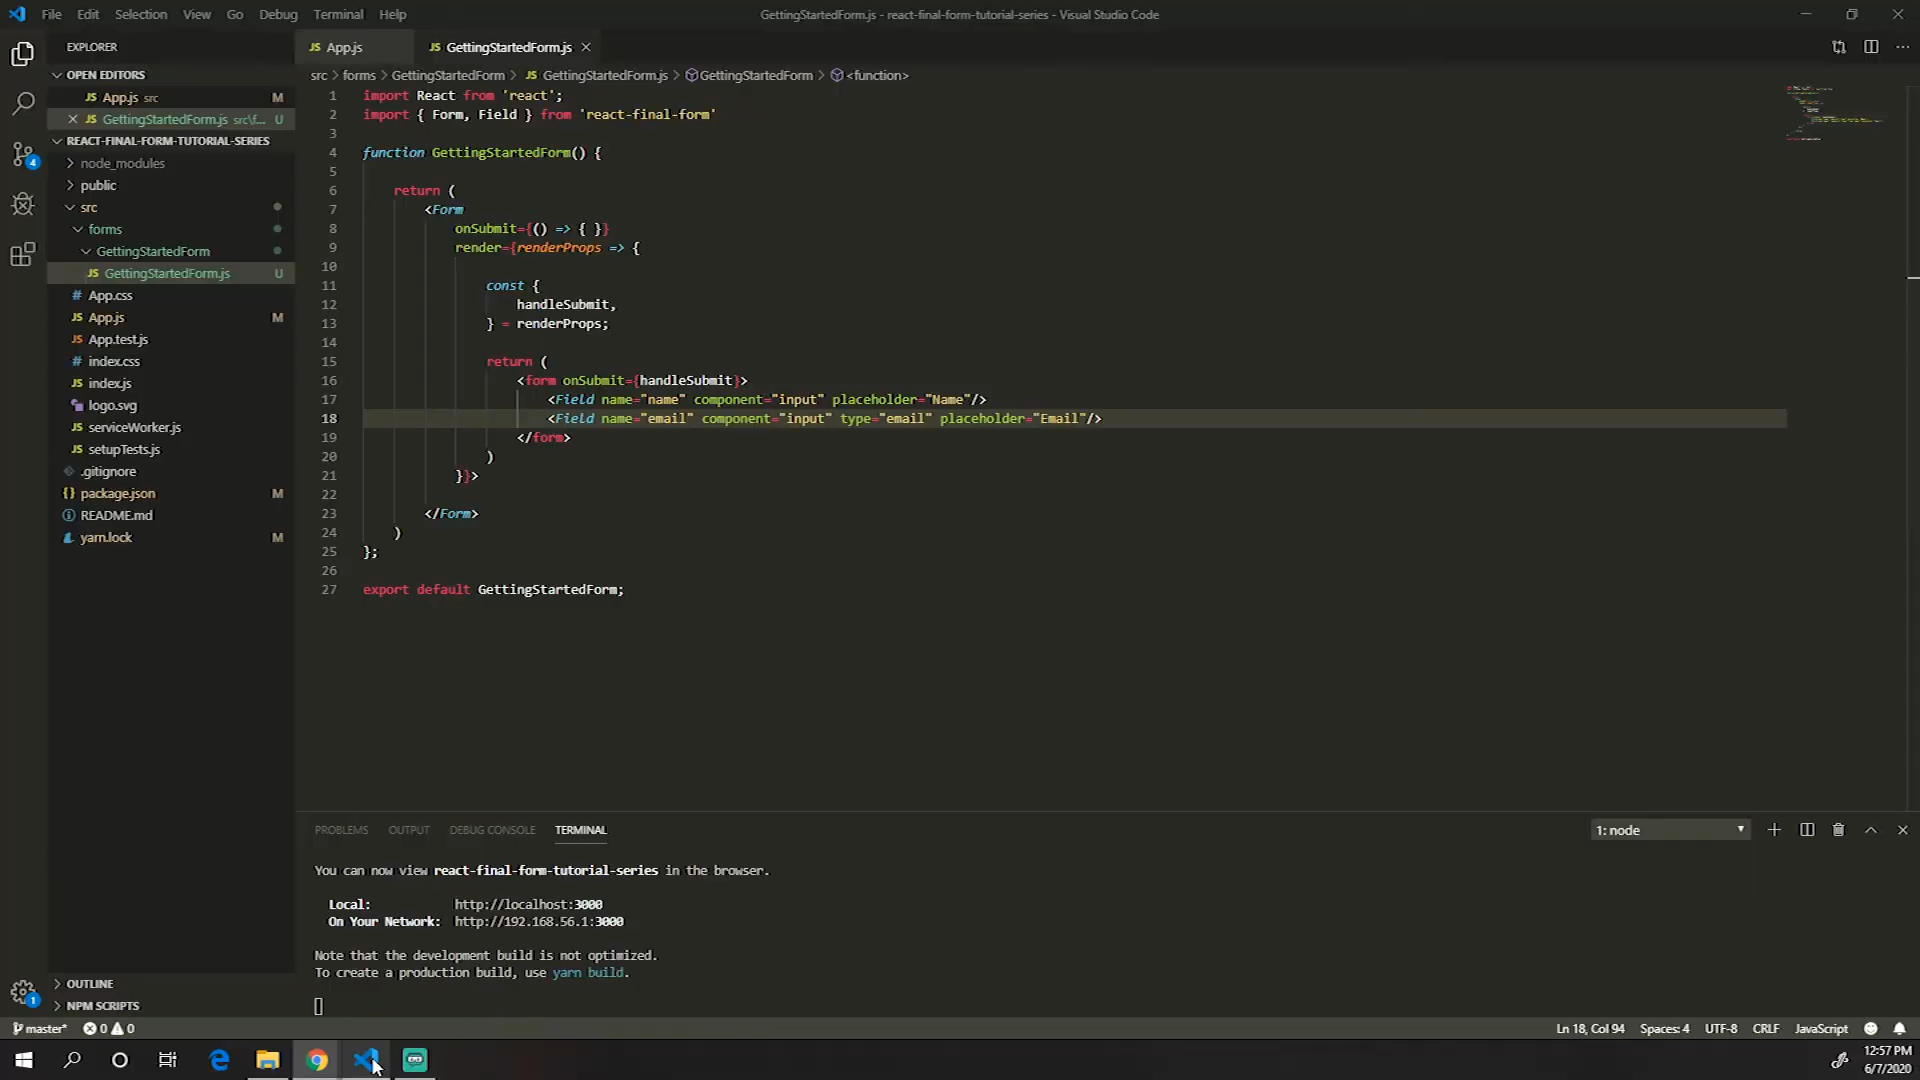 File Edit Selection View Go Debug Terminal Help
GettingStartedForm.js - react-final-form-tutorial-series - Visual Studio Code
EXPLORER
OPEN EDITORS
JS App.js src M
JS GettingStartedForm.js src\f... U
REACT-FINAL-FORM-TUTORIAL-SERIES
node_modules
public
src
forms
GettingStartedForm
JS GettingStartedForm.js U
# App.css
JS App.js M
JS App.test.js
# index.css
JS index.js
logo.svg
JS serviceWorker.js
JS setupTests.js
.gitignore
{} package.json M
README.md
yarn.lock M
OUTLINE
NPM SCRIPTS
4
1
JS App.js
JS GettingStartedForm.js
src > forms > GettingStartedForm > JS GettingStartedForm.js > GettingStartedForm > <function>
1 import React from 'react';
2 import { Form, Field } from 'react-final-form'
3
4 function GettingStartedForm() {
5
6 return (
7 <Form
8 onSubmit={() => { }}
9 render={renderProps => {
10
11 const {
12 handleSubmit,
13 } = renderProps;
14
15 return (
16 <form onSubmit={handleSubmit}>
17 <Field name="name" component="input" placeholder="Name"/>
18 <Field name="email" component="input" type="email" placeholder="Email"/>
19 </form>
20 )
21 }}>
22
23 </Form>
24 )
25 };
26
27 export default GettingStartedForm;
PROBLEMS OUTPUT DEBUG CONSOLE TERMINAL
1: node
You can now view react-final-form-tutorial-series in the browser.
Local: http://localhost:3000
On Your Network: http://192.168.56.1:3000
Note that the development build is not optimized.
To create a production build, use yarn build.
master* 0 0
Ln 18, Col 94 Spaces: 4 UTF-8 CRLF JavaScript
12:57 PM
6/7/2020